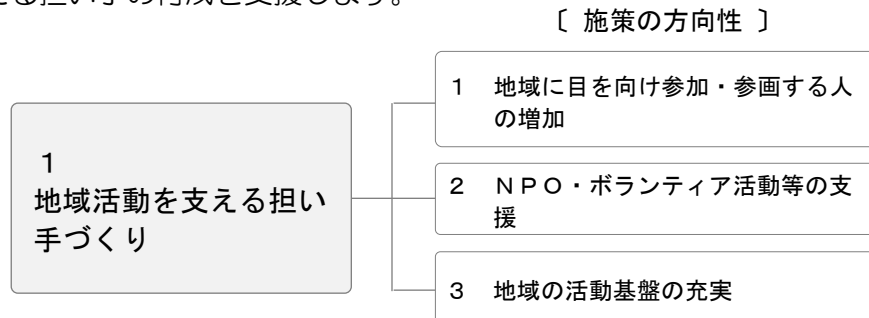 る担い手の育成を支援します。
〔 施策の方向性 〕
１
地域活動を支える担い
手づくり
１ 地域に目を向け参加・参画する人
の増加
２ ＮＰＯ・ボランティア活動等の支
援
３ 地域の活動基盤の充実